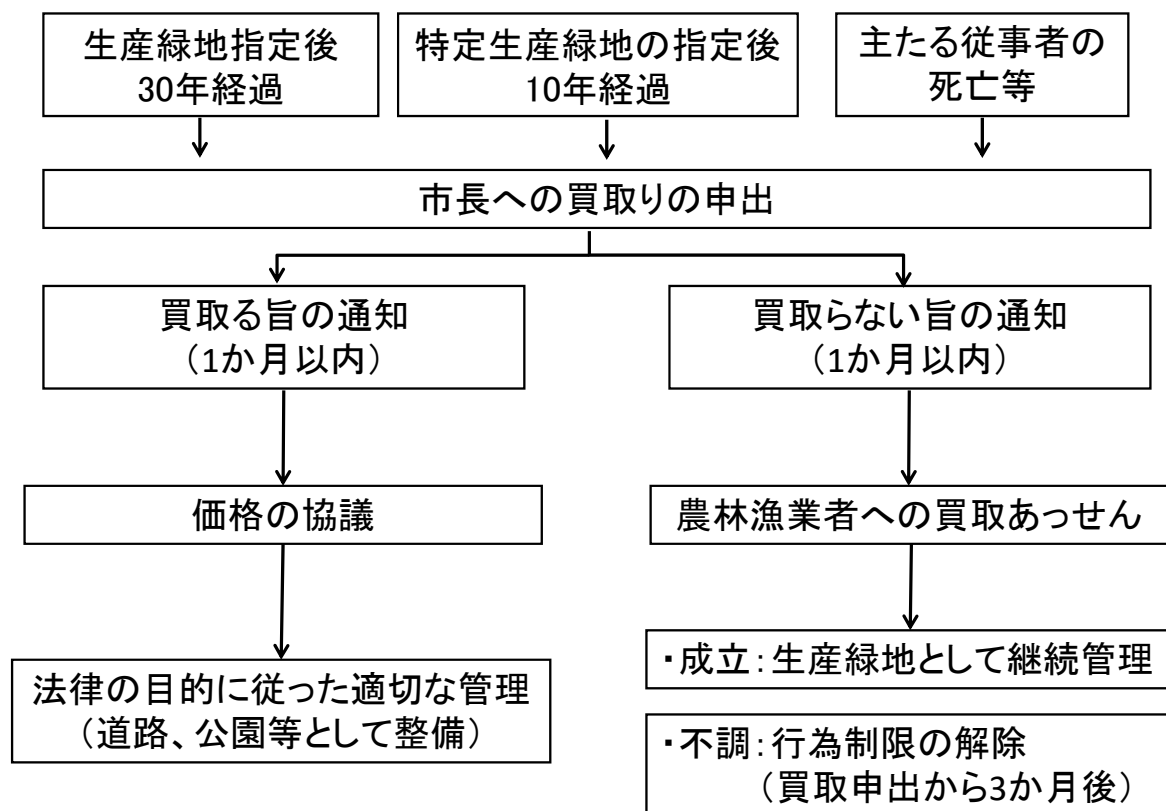 生産緑地指定後
30年経過
特定生産緑地の指定後
10年経過
主たる従事者の
死亡等
市長への買取りの申出
買取る旨の通知
（1か月以内）
買取らない旨の通知
（1か月以内）
価格の協議
農林漁業者への買取あっせん
法律の目的に従った適切な管理
（道路、公園等として整備）
・成立：生産緑地として継続管理
・不調：行為制限の解除
（買取申出から3か月後）